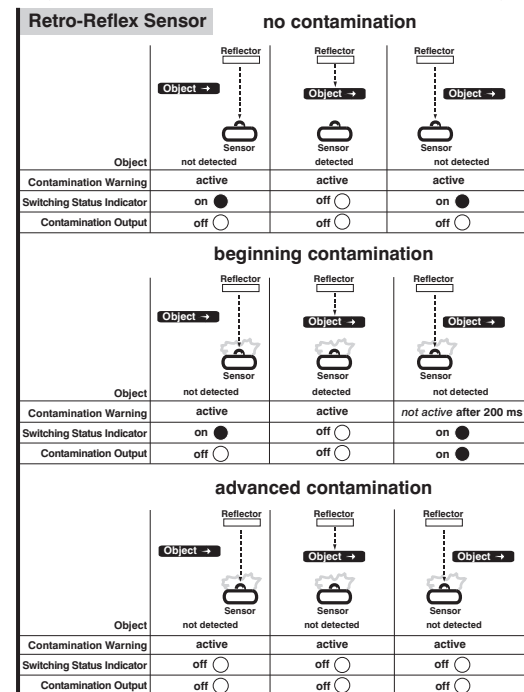 Retro-Reflex Sensor no contamination
Reflector Reflector Reflector
Object → Object → Object →
Sensor Sensor Sensor
Object not detected detected not detected
Contamination Warning active active active
Switching Status Indicator on off on
Contamination Output off off off
beginning contamination
Reflector Reflector Reflector
Object → Object → Object →
Sensor Sensor Sensor
Object not detected detected not detected
Contamination Warning active active not active after 200 ms
Switching Status Indicator on off on
Contamination Output off off on
advanced contamination
Reflector Reflector Reflector
Object → Object → Object →
Sensor Sensor Sensor
Object not detected not detected not detected
Contamination Warning active active active
Switching Status Indicator off off off
Contamination Output off off off